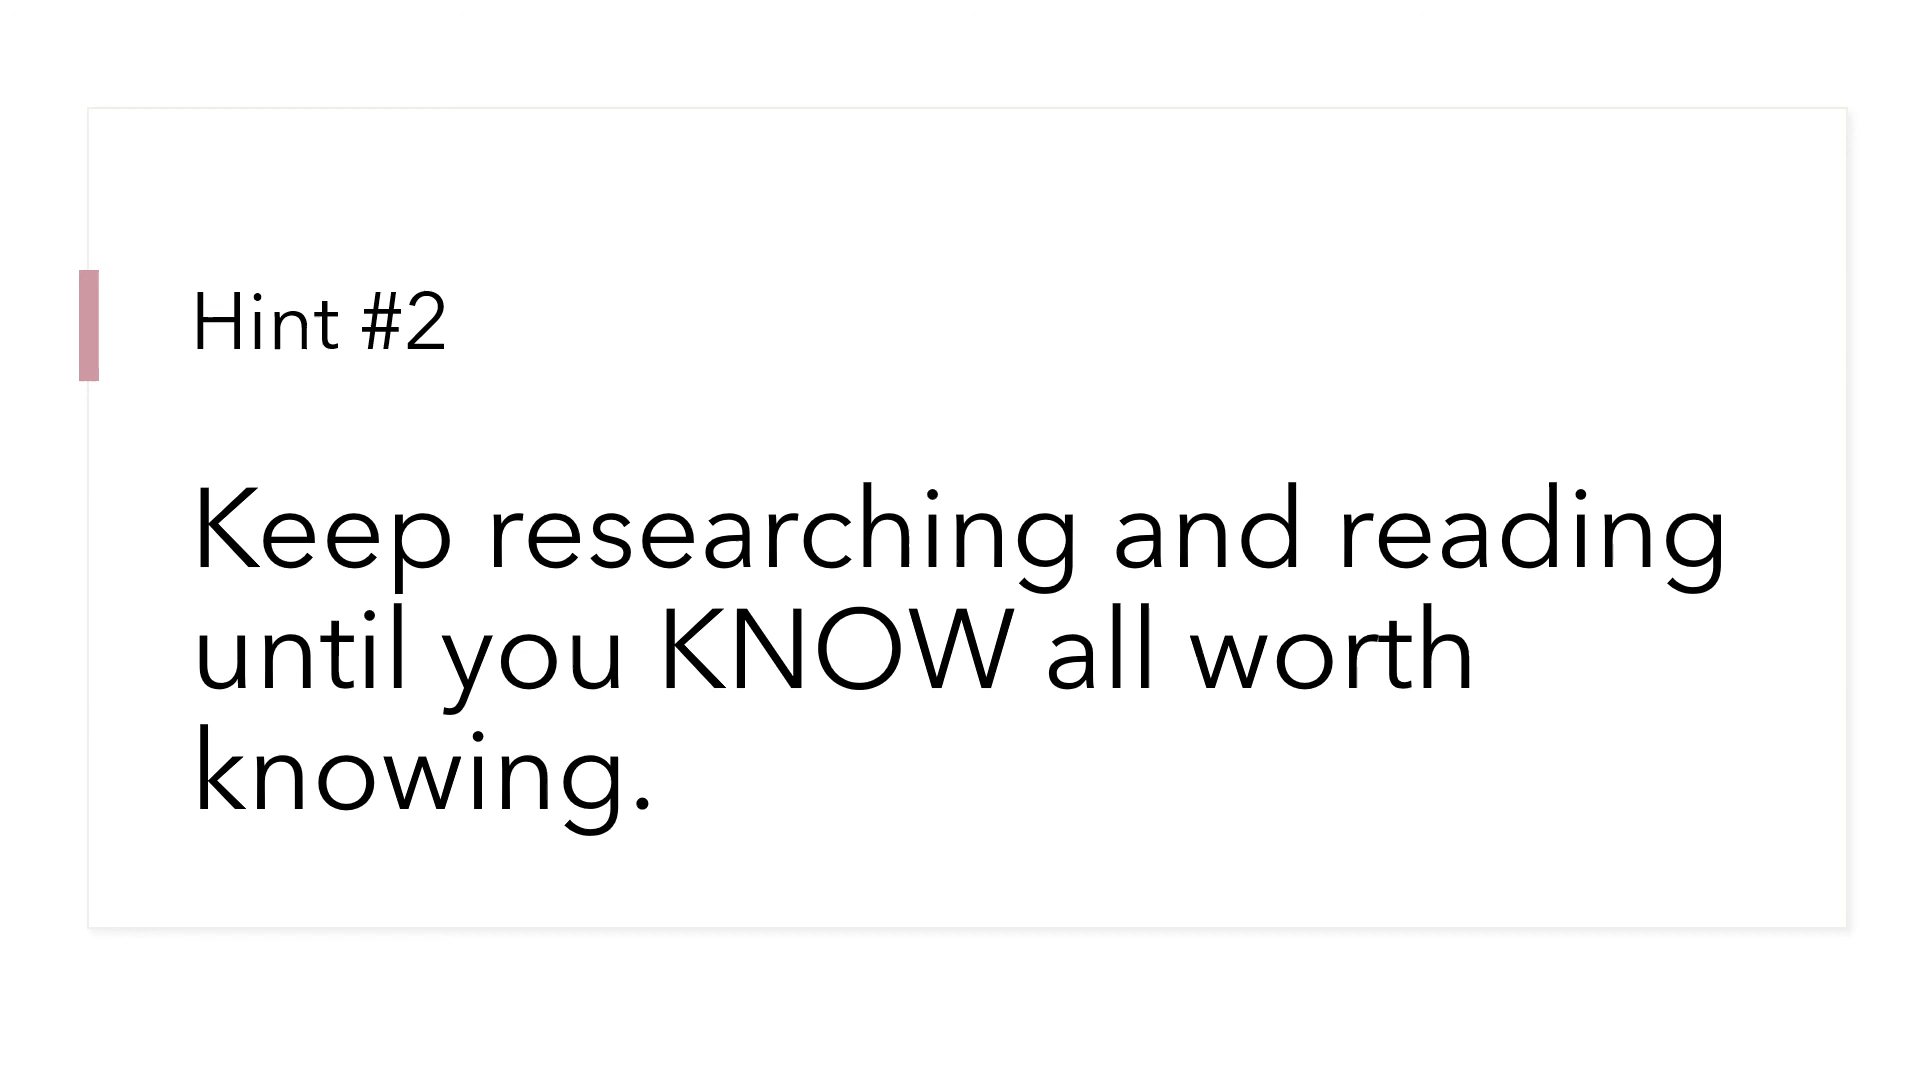 Hint #2
Keep researching and reading
until you KNOW all worth
knowing.